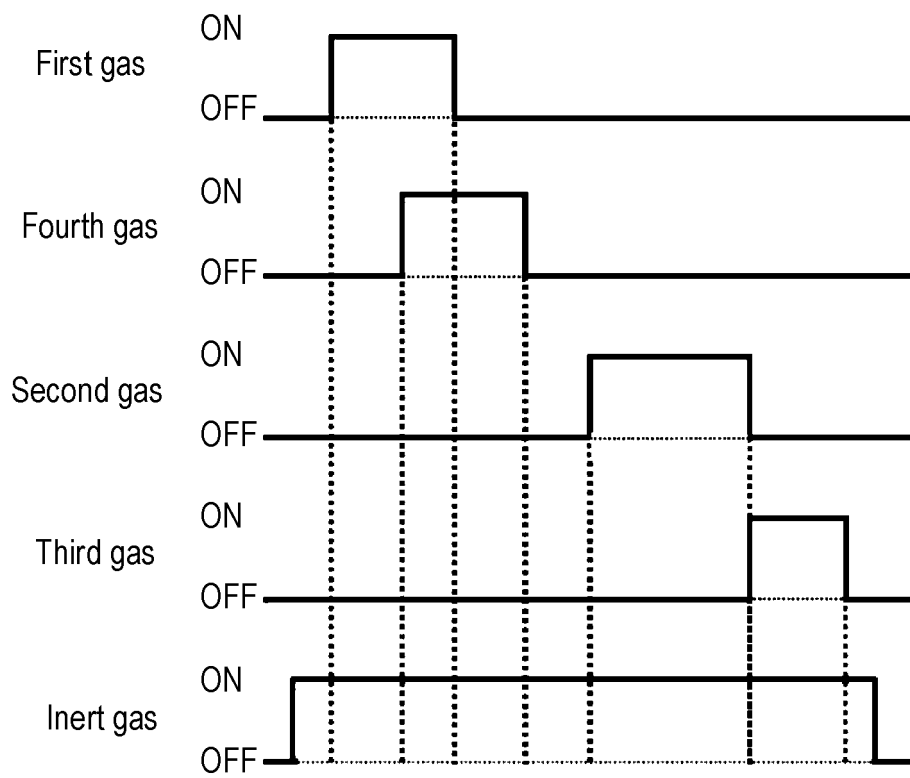 ON
First gas
OFF
ON
Fourth gas
OFF
ON
Second gas
OFF
ON
Third gas
OFF
ON
Inert gas
OFF